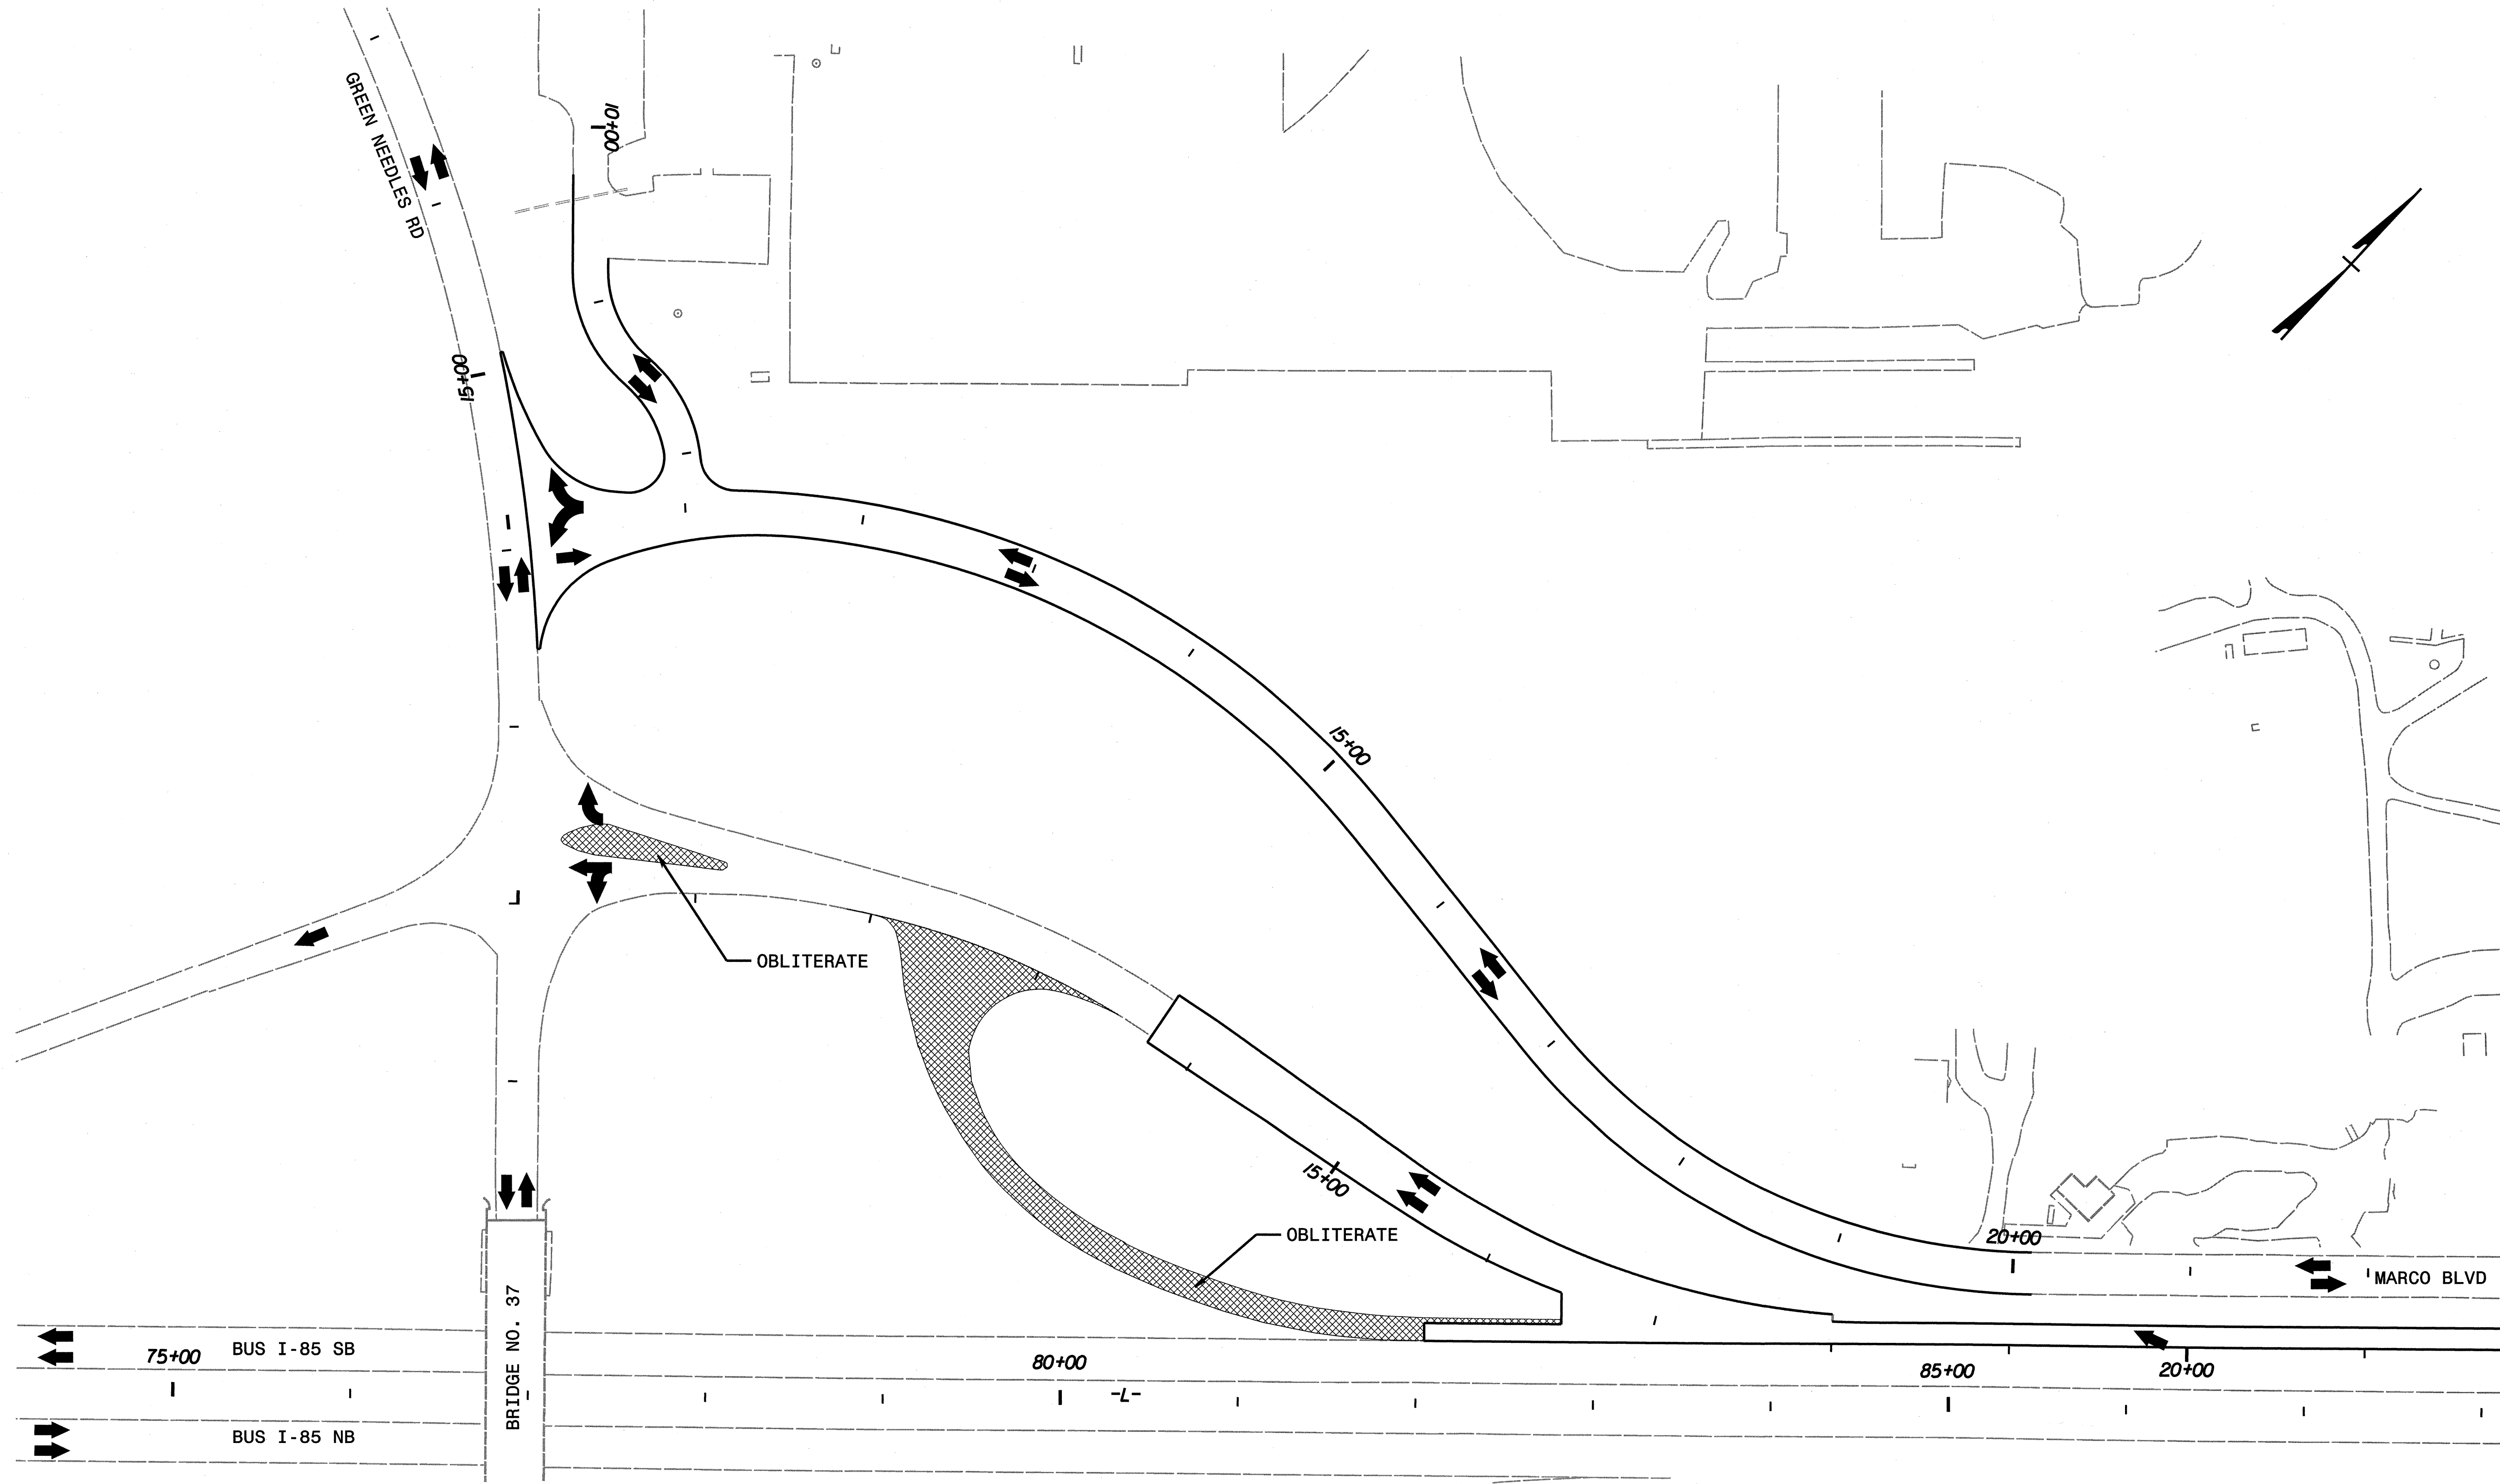 GREEN NEEDLES RD
10+00
15+00
15+00
OBLITERATE
15+00
OBLITERATE
20+00
MARCO BLVD
BRIDGE NO. 37
BUS I-85 SB
75+00
80+00
-L-
85+00
20+00
BUS I-85 NB